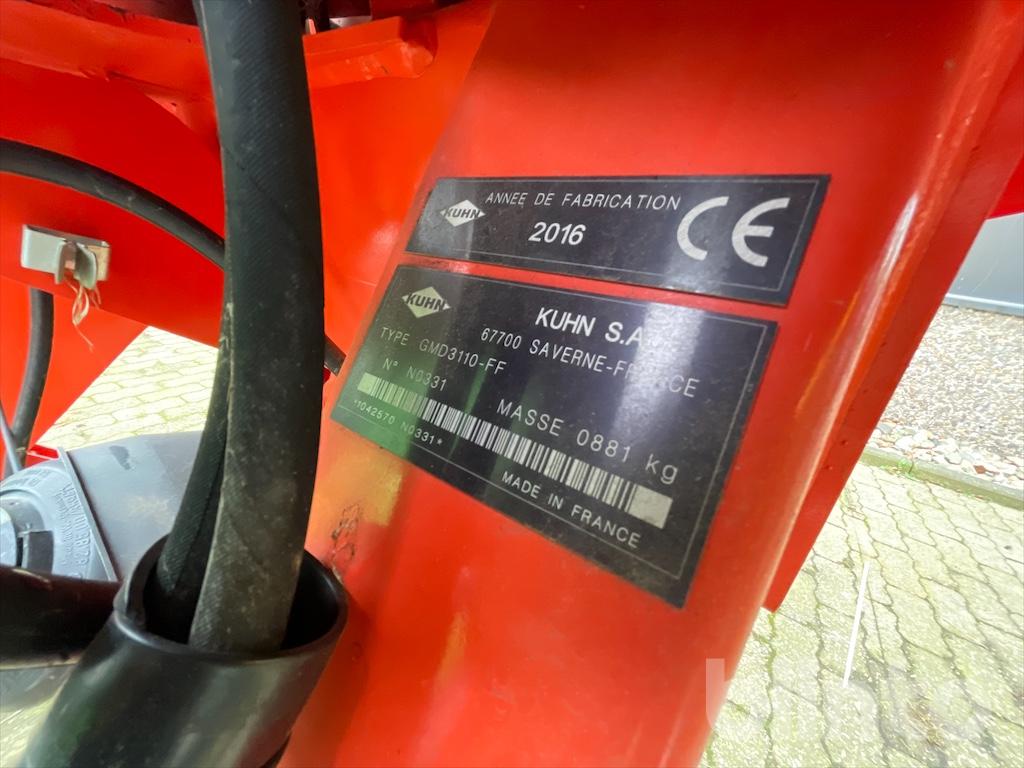 KUHN
ANNEE DE FABRICATION
2016
CE
KUHN
KUHN S.A.
67700 SAVERNE-FRANCE
TYPE GMD3110-FF
N° N0331
MASSE 0881 kg
*1042570 N0331*
MADE IN FRANCE